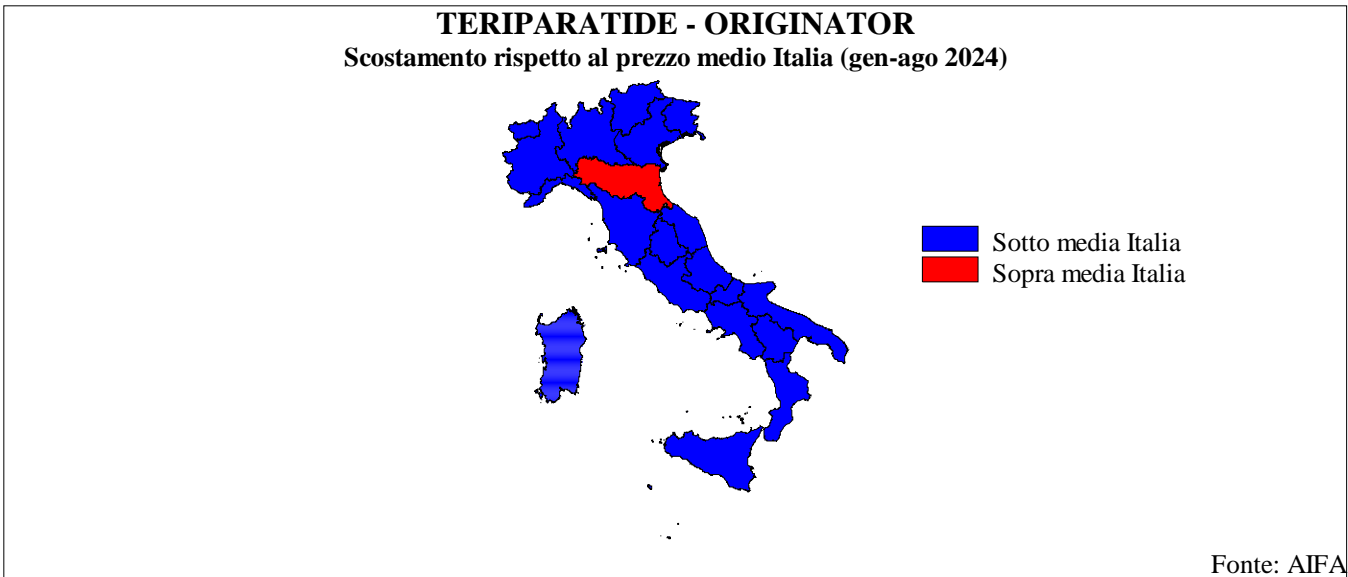 TERIPARATIDE - ORIGINATOR
Scostamento rispetto al prezzo medio Italia (gen-ago 2024)
Sotto media Italia
Sopra media Italia
Fonte: AIFA